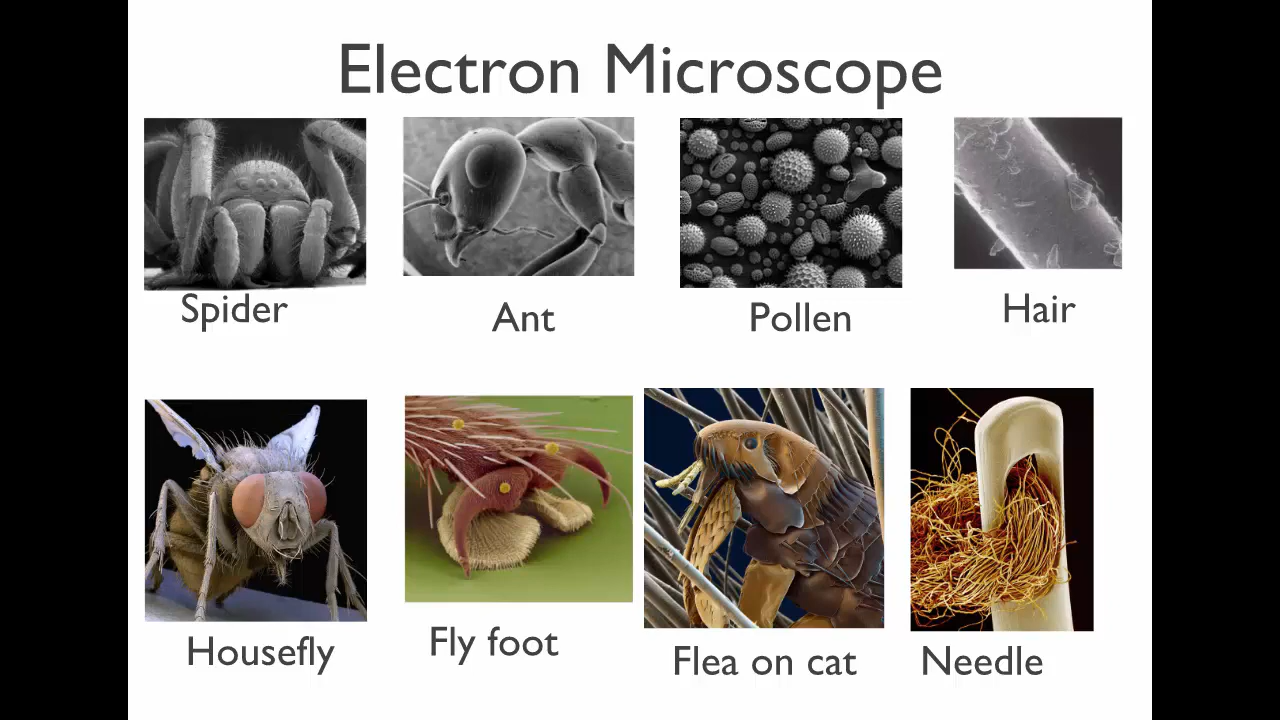 Electron Microscope
Spider
Ant
Pollen
Hair
Housefly
Fly foot
Flea on cat
Needle